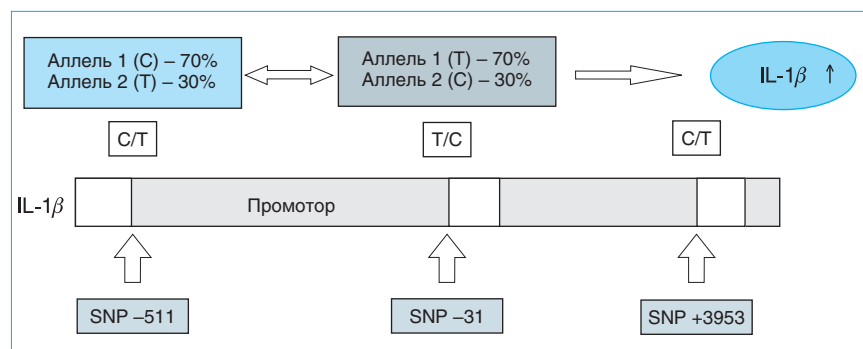 Аллель 1 (C) – 70%
Аллель 2 (T) – 30%
Аллель 1 (T) – 70%
Аллель 2 (C) – 30%
IL-1β ↑
C/T
T/C
C/T
IL-1β
Промотор
SNP –511
SNP –31
SNP +3953